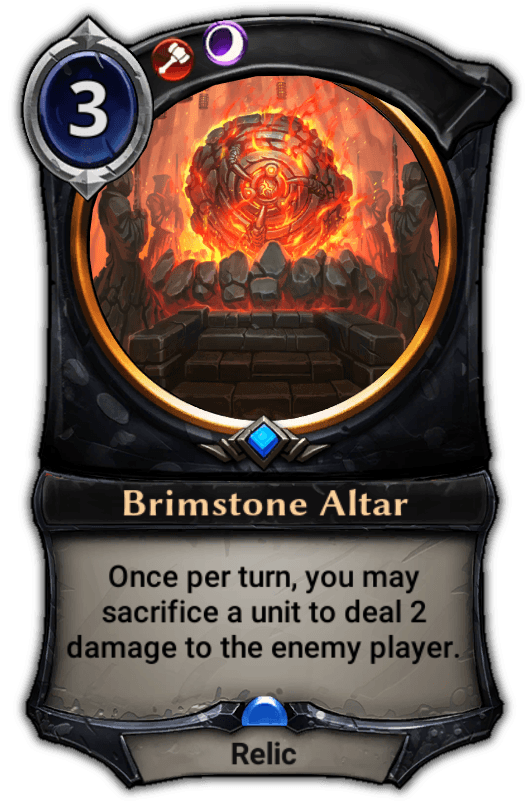 3
Brimstone Altar
Once per turn, you may
sacrifice a unit to deal 2
damage to the enemy player.
Relic